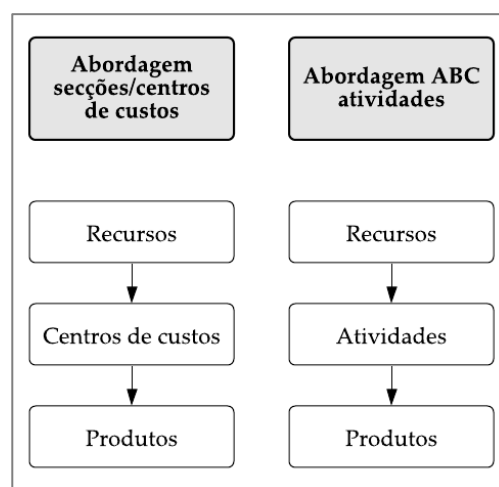 Abordagem
secções/centros
de custos
Abordagem ABC
atividades
Recursos
Recursos
Centros de custos
Atividades
Produtos
Produtos